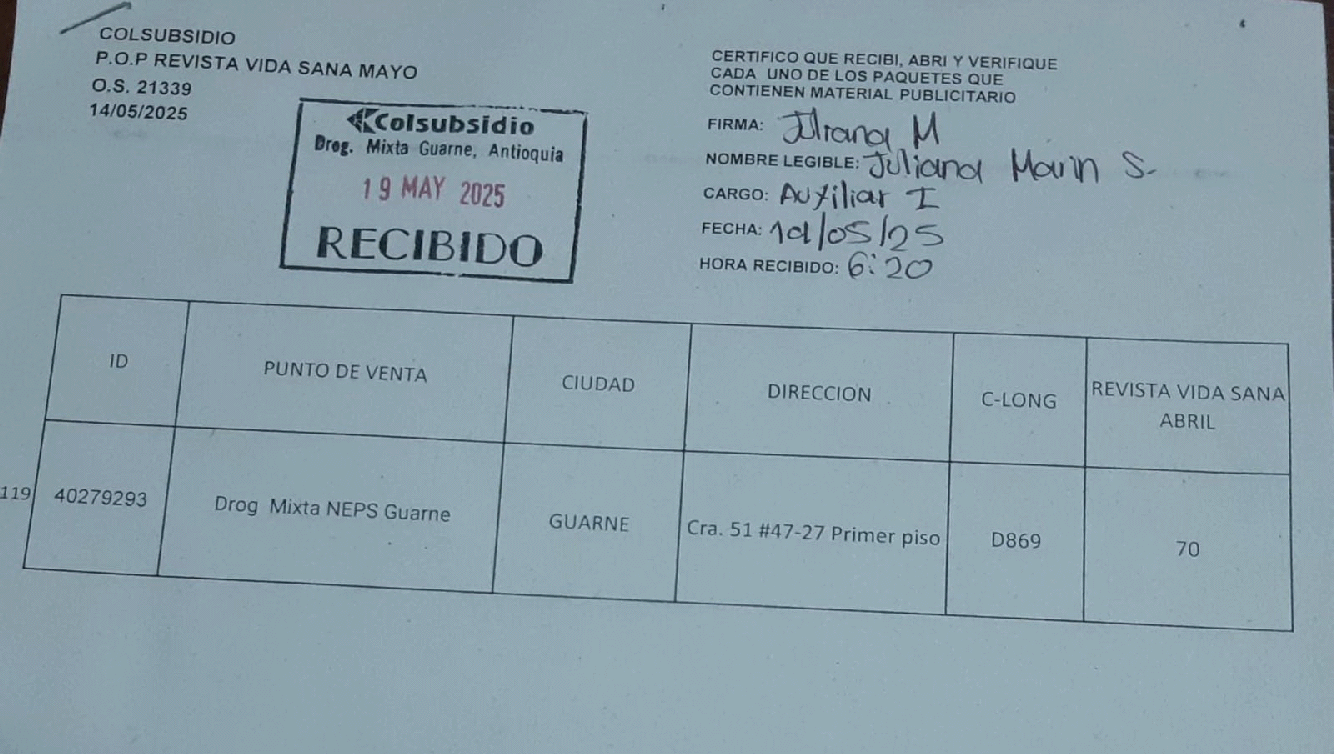 COLSUBSIDIO
P.O.P REVISTA VIDA SANA MAYO
O.S. 21339
14/05/2025
Colsubsidio
Drog. Mixta Guarne, Antioquia
19 MAY 2025
RECIBIDO
CERTIFICO QUE RECIBI, ABRI Y VERIFIQUE
CADA UNO DE LOS PAQUETES QUE
CONTIENEN MATERIAL PUBLICITARIO
FIRMA: Juliana M
NOMBRE LEGIBLE: Juliana Marin S.
CARGO: Auxiliar I
FECHA: 19/05/25
HORA RECIBIDO: 6:20
ID PUNTO DE VENTA CIUDAD DIRECCION C-LONG REVISTA VIDA SANA
ABRIL
119 40279293 Drog Mixta NEPS Guarne GUARNE Cra. 51 #47-27 Primer piso D869 70